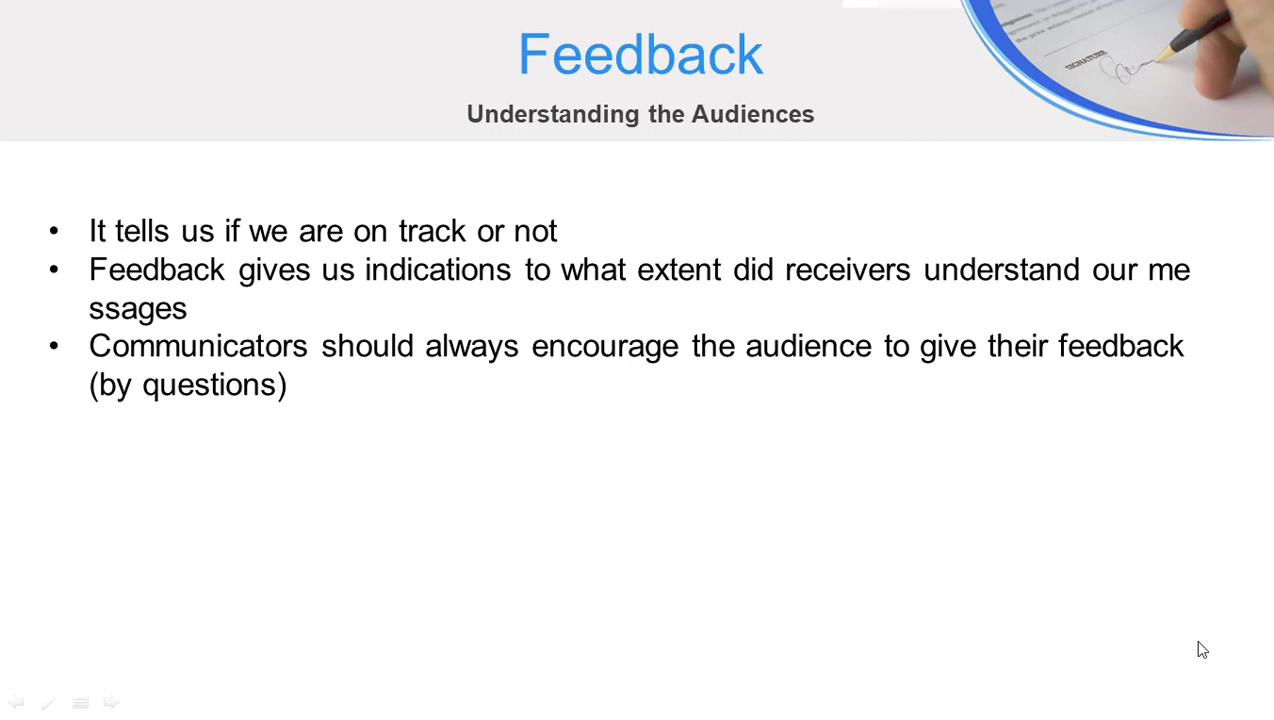 Feedback
Understanding the Audiences
SIGNATURE
• It tells us if we are on track or not
• Feedback gives us indications to what extent did receivers understand our me
ssages
• Communicators should always encourage the audience to give their feedback
(by questions)